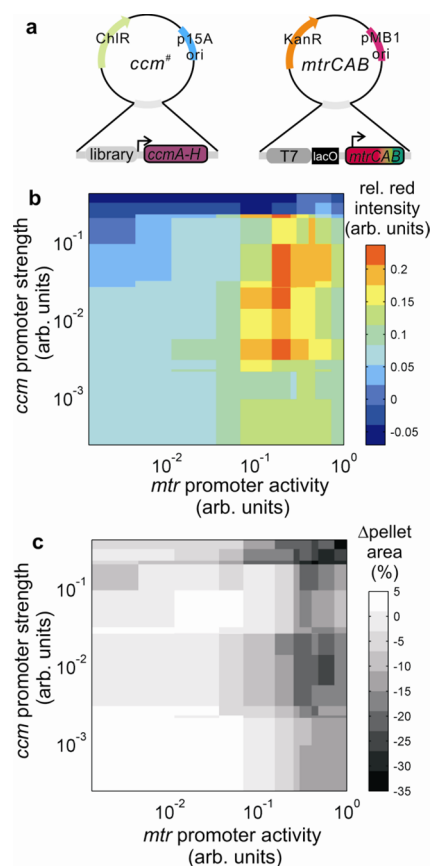 a
ChlR
p15A
ori
ccm#
KanR
pMB1
ori
mtrCAB
library
ccmA-H
T7
lacO
mtrCAB
b
rel. red
intensity
(arb. units)
ccm promoter strength
(arb. units)
10-1
10-2
10-3
10-2
10-1
100
mtr promoter activity
(arb. units)
0.2
0.15
0.1
0.05
0
-0.05
c
Δpellet
area
(%)
ccm promoter strength
(arb. units)
10-1
10-2
10-3
10-2
10-1
100
mtr promoter activity
(arb. units)
5
0
-5
-10
-15
-20
-25
-30
-35